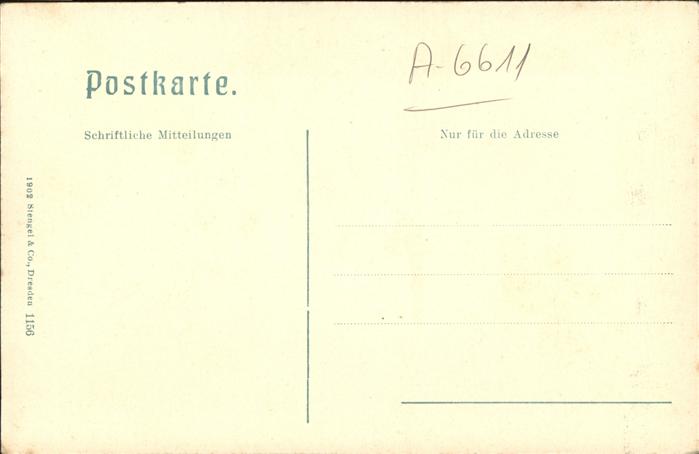 A-6611
Postkarte.
Schriftliche Mitteilungen
Nur für die Adresse
1902 Stengel & Co., Dresden 1156